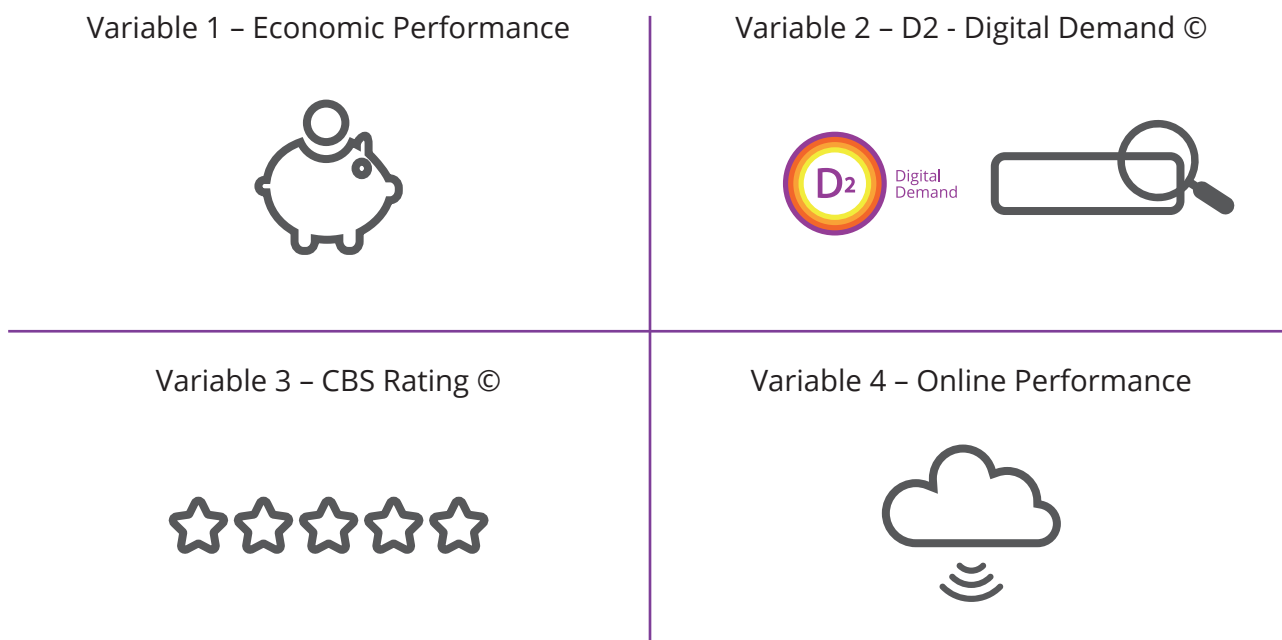 Variable 1 – Economic Performance
Variable 2 – D2 - Digital Demand ©
D2
Digital
Demand
Variable 3 – CBS Rating ©
Variable 4 – Online Performance